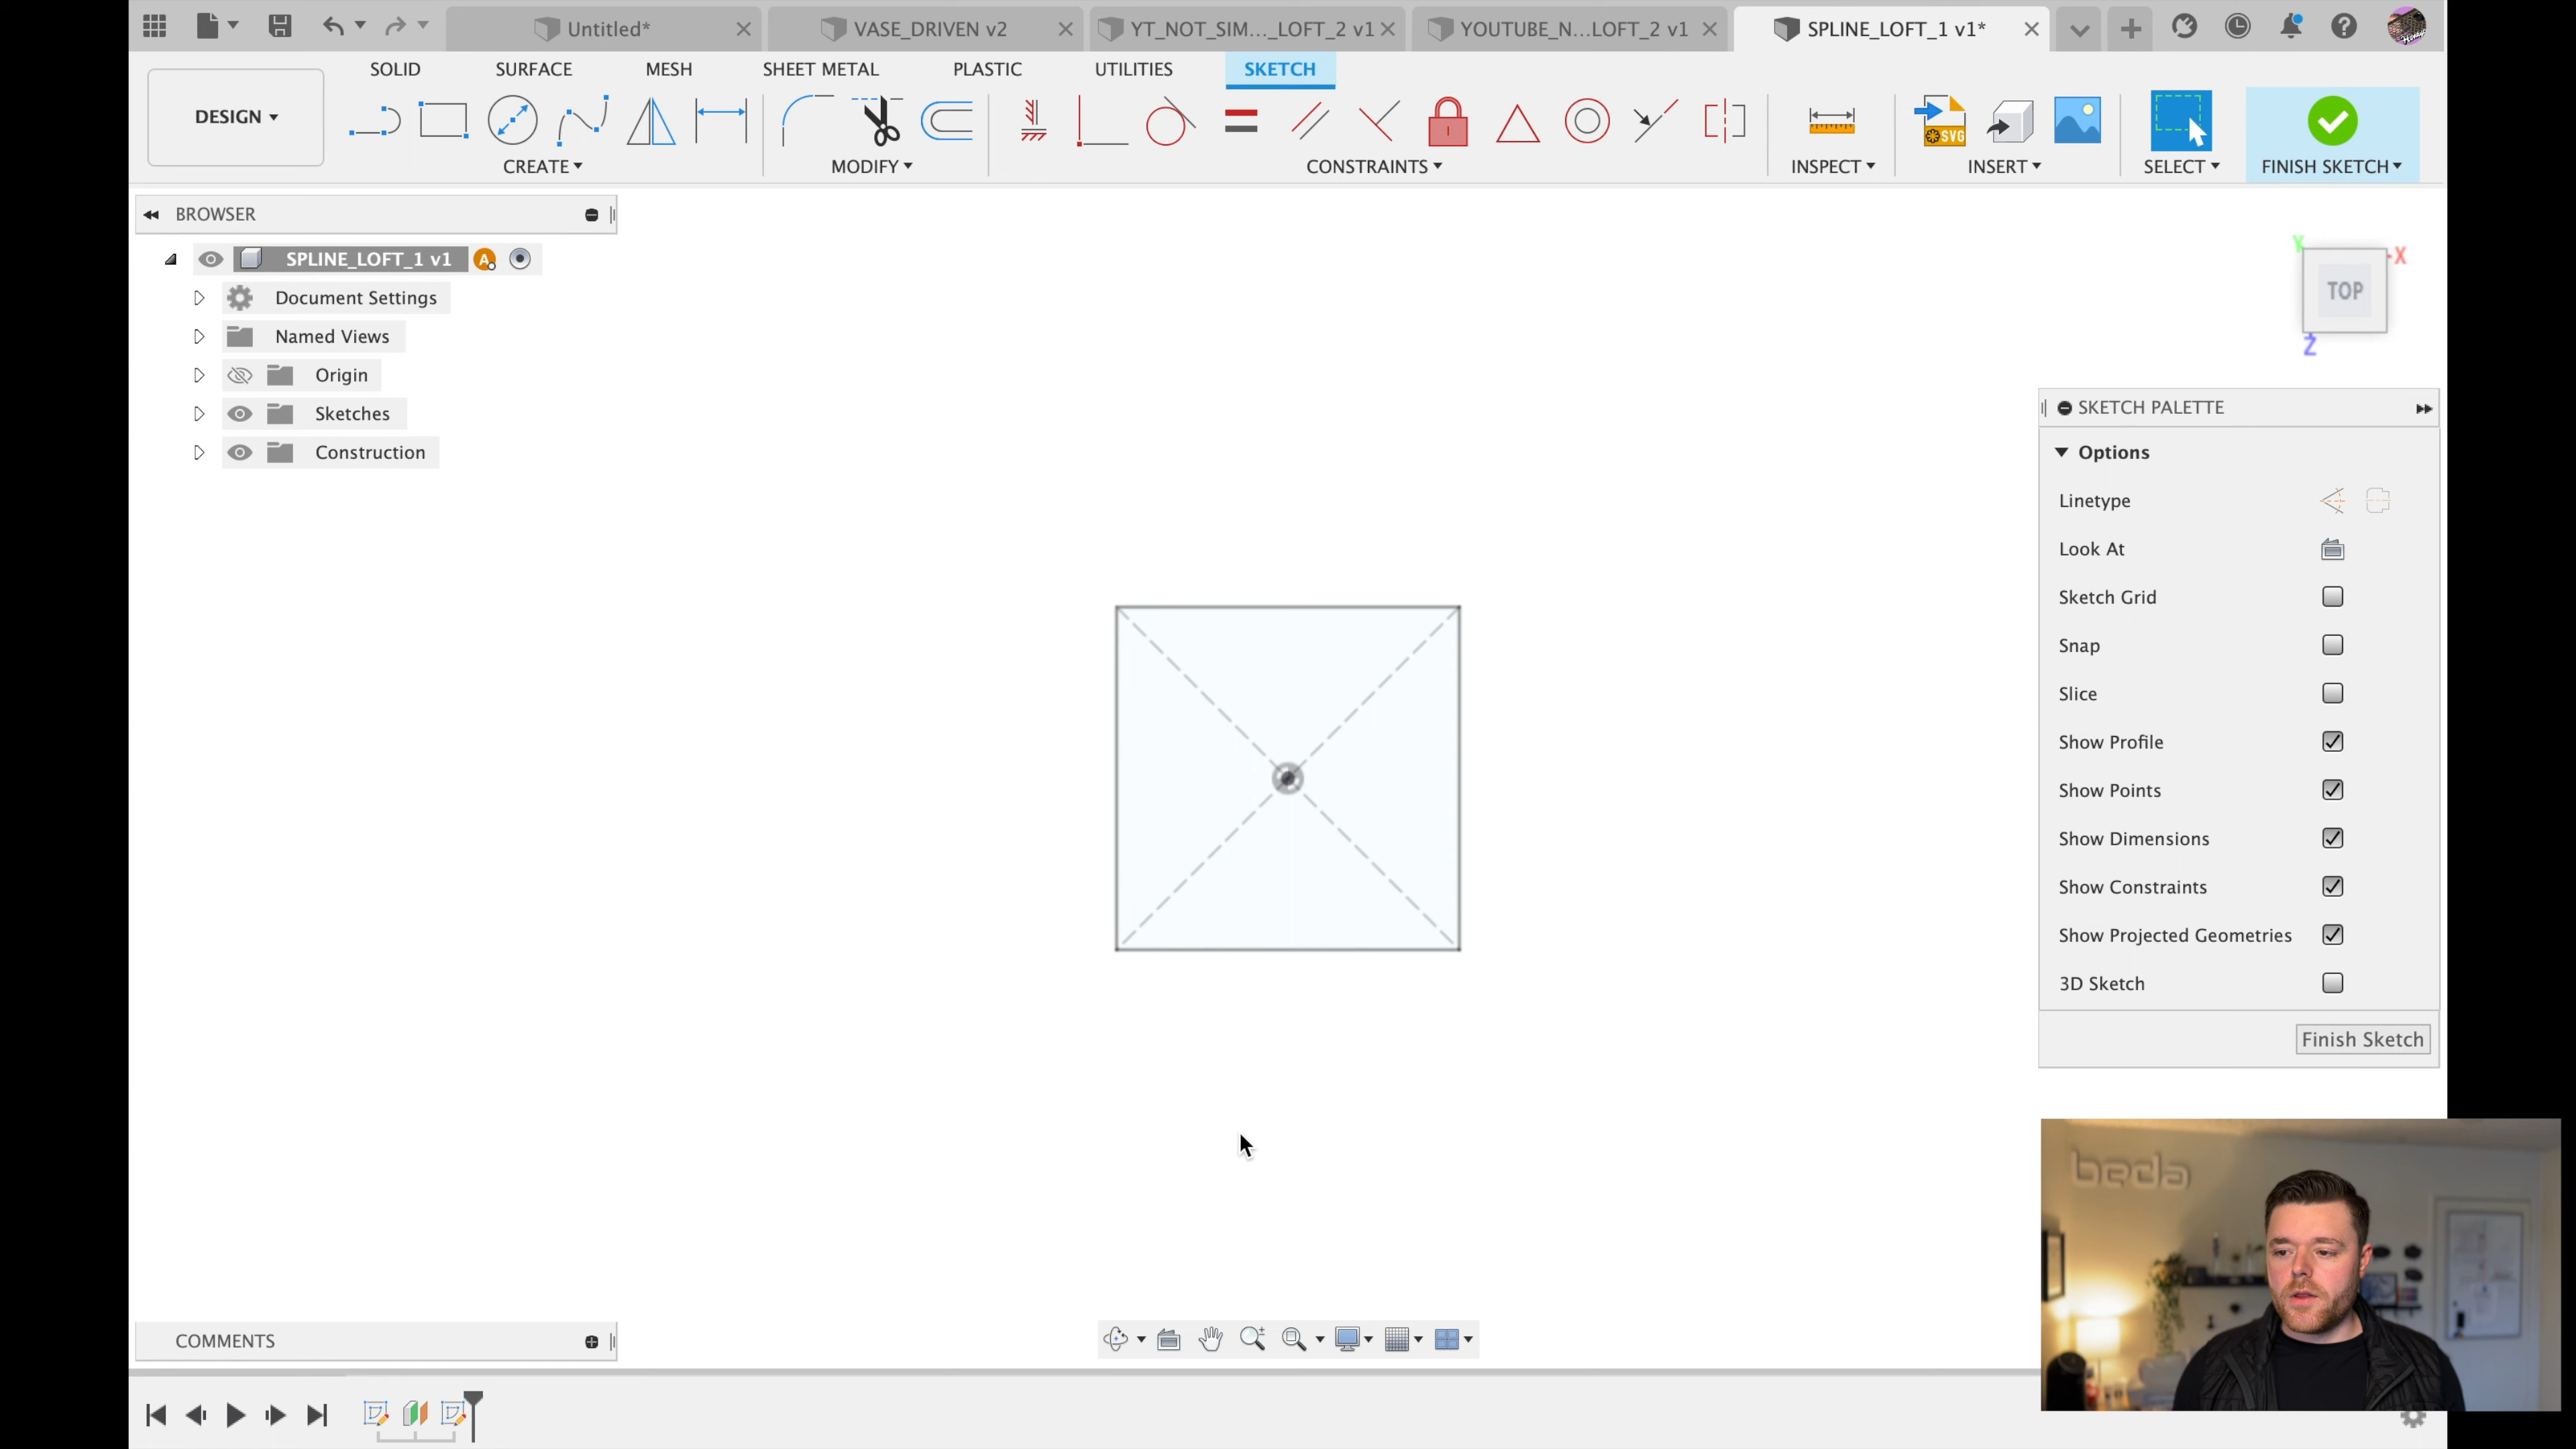 Untitled*
VASE_DRIVEN v2
YT_NOT_SIM..._LOFT_2 v1
YOUTUBE_N...LOFT_2 v1
SPLINE_LOFT_1 v1*
SOLID
SURFACE
MESH
SHEET METAL
PLASTIC
UTILITIES
SKETCH
DESIGN
CREATE
MODIFY
CONSTRAINTS
INSPECT
SVG
INSERT
SELECT
FINISH SKETCH
BROWSER
SPLINE_LOFT_1 v1
A
Document Settings
Named Views
Origin
Sketches
Construction
Y
X
TOP
Z
SKETCH PALETTE
Options
Linetype
Look At
Sketch Grid
Snap
Slice
Show Profile
Show Points
Show Dimensions
Show Constraints
Show Projected Geometries
3D Sketch
Finish Sketch
beda
COMMENTS